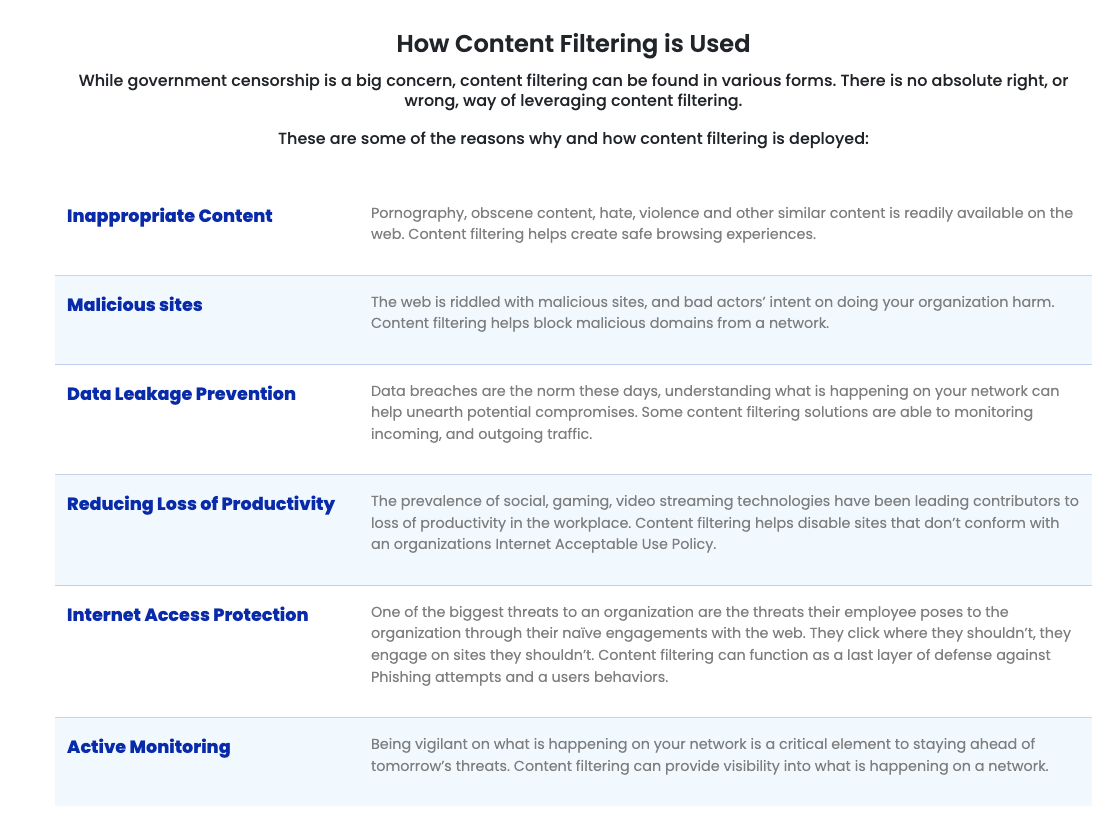 How Content Filtering is Used
While government censorship is a big concern, content filtering can be found in various forms. There is no absolute right, or
wrong, way of leveraging content filtering.
These are some of the reasons why and how content filtering is deployed:
Inappropriate Content
Pornography, obscene content, hate, violence and other similar content is readily available on the
web. Content filtering helps create safe browsing experiences.
Malicious sites
The web is riddled with malicious sites, and bad actors’ intent on doing your organization harm.
Content filtering helps block malicious domains from a network.
Data Leakage Prevention
Data breaches are the norm these days, understanding what is happening on your network can
help unearth potential compromises. Some content filtering solutions are able to monitoring
incoming, and outgoing traffic.
Reducing Loss of Productivity
The prevalence of social, gaming, video streaming technologies have been leading contributors to
loss of productivity in the workplace. Content filtering helps disable sites that don’t conform with
an organizations Internet Acceptable Use Policy.
Internet Access Protection
One of the biggest threats to an organization are the threats their employee poses to the
organization through their naïve engagements with the web. They click where they shouldn’t, they
engage on sites they shouldn’t. Content filtering can function as a last layer of defense against
Phishing attempts and a users behaviors.
Active Monitoring
Being vigilant on what is happening on your network is a critical element to staying ahead of
tomorrow’s threats. Content filtering can provide visibility into what is happening on a network.